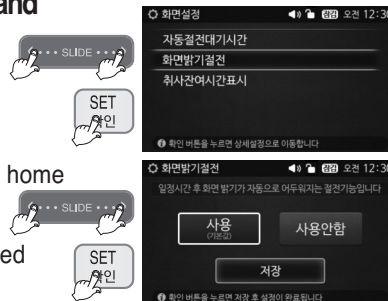 and
SLIDE
SET
확인
화면설정
잠김 오전 12:30
자동절전대기시간
화면밝기절전
취사잔여시간표시
확인 버튼을 누르면 상세설정으로 이동합니다
home
SLIDE
ed
SET
확인
화면밝기절전
잠김 오전 12:30
일정시간 후 화면 밝기가 자동으로 어두워지는 절전기능입니다
사용
(기본값)
사용안함
저장
확인 버튼을 누르면 저장 후 설정이 완료됩니다